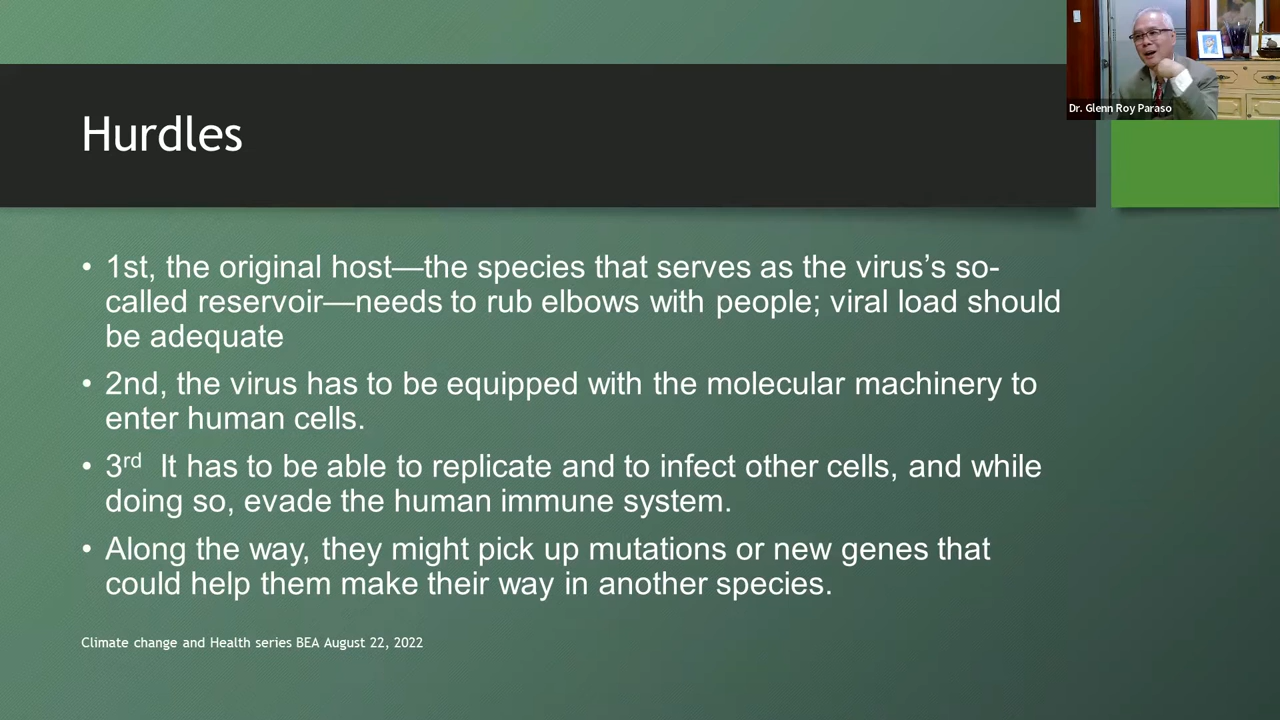 Dr. Glenn Roy Paraso
Hurdles
• 1st, the original host—the species that serves as the virus’s so-
called reservoir—needs to rub elbows with people; viral load should
be adequate
• 2nd, the virus has to be equipped with the molecular machinery to
enter human cells.
• 3rd  It has to be able to replicate and to infect other cells, and while
doing so, evade the human immune system.
• Along the way, they might pick up mutations or new genes that
could help them make their way in another species.
Climate change and Health series BEA August 22, 2022